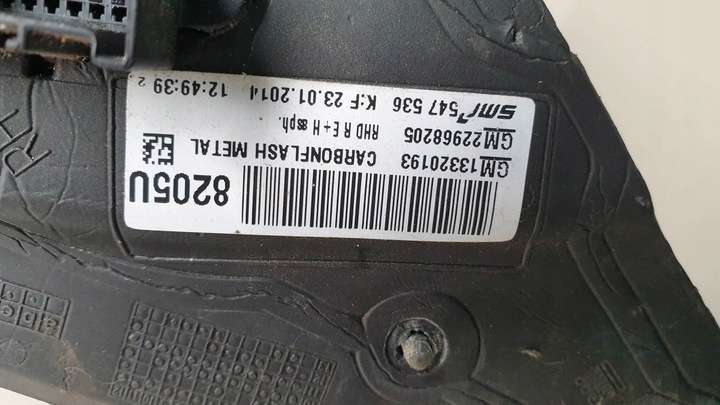 smr 547 536 K:F 23.01.2014 12:49:39 2
GM 22968205 RHD R E+H asph.
GM 13320193 CARBONFLASH METAL
8205U
RH